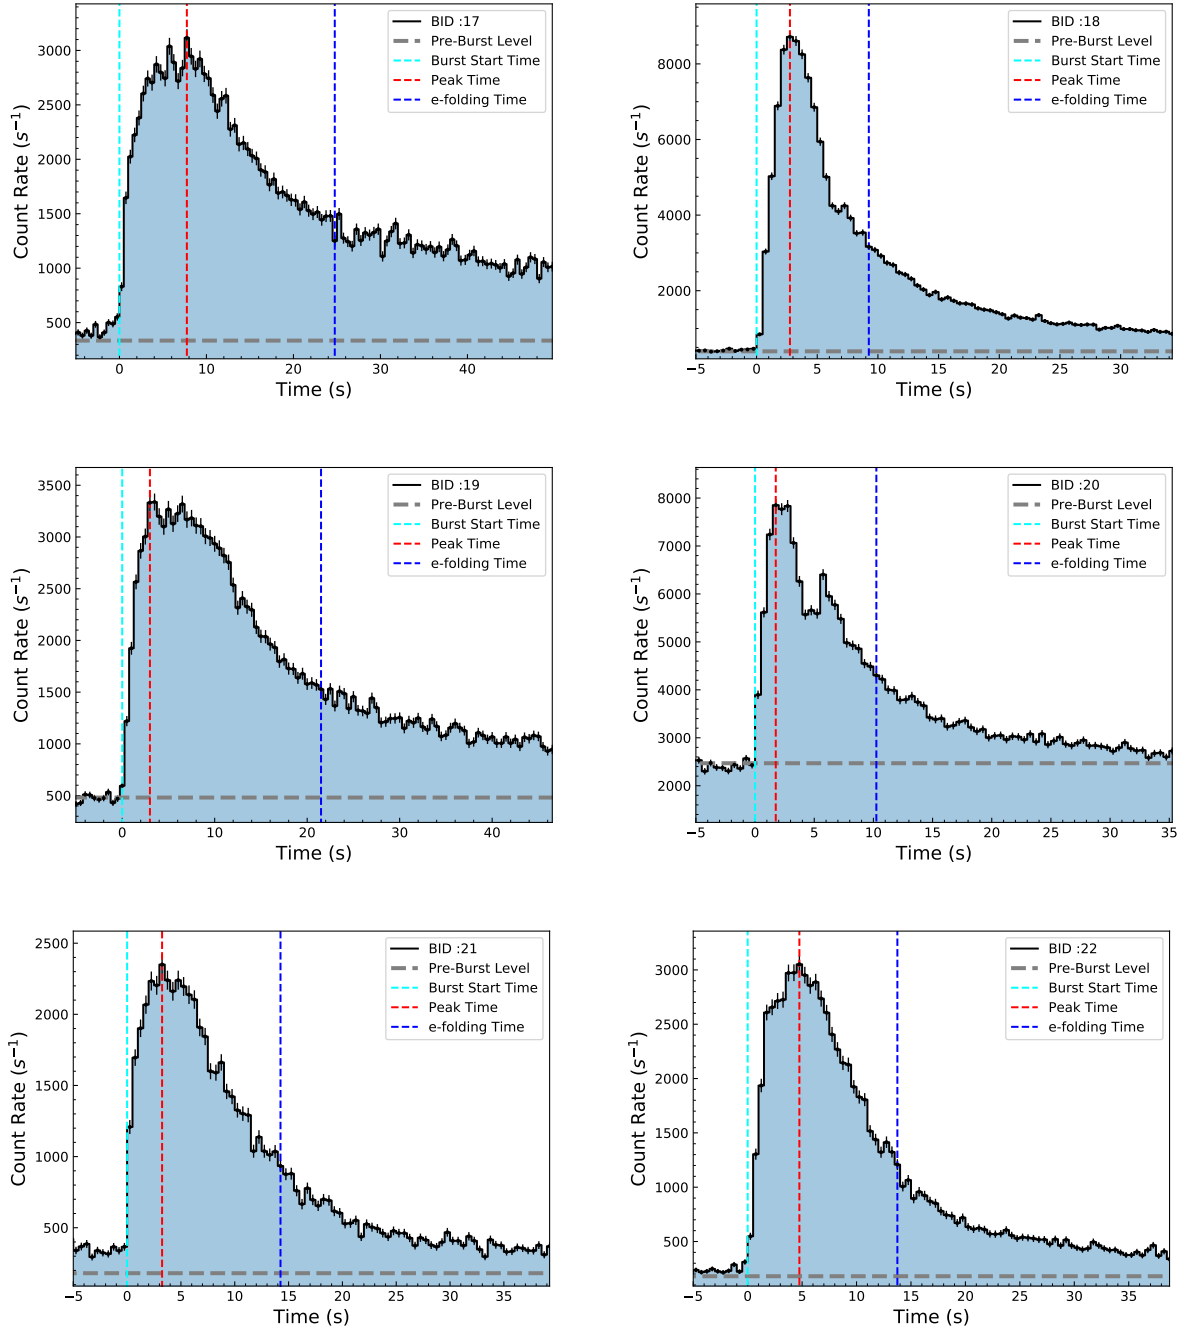 BID :17
Pre-Burst Level
Burst Start Time
Peak Time
e-folding Time
Count Rate (s⁻¹)
3000
2500
2000
1500
1000
500
0 10 20 30 40
Time (s)
BID :18
Pre-Burst Level
Burst Start Time
Peak Time
e-folding Time
Count Rate (s⁻¹)
8000
6000
4000
2000
−5 0 5 10 15 20 25 30
Time (s)
BID :19
Pre-Burst Level
Burst Start Time
Peak Time
e-folding Time
Count Rate (s⁻¹)
3500
3000
2500
2000
1500
1000
500
0 10 20 30 40
Time (s)
BID :20
Pre-Burst Level
Burst Start Time
Peak Time
e-folding Time
Count Rate (s⁻¹)
8000
7000
6000
5000
4000
3000
2000
−5 0 5 10 15 20 25 30 35
Time (s)
BID :21
Pre-Burst Level
Burst Start Time
Peak Time
e-folding Time
Count Rate (s⁻¹)
2500
2000
1500
1000
500
−5 0 5 10 15 20 25 30 35
Time (s)
BID :22
Pre-Burst Level
Burst Start Time
Peak Time
e-folding Time
Count Rate (s⁻¹)
3000
2500
2000
1500
1000
500
−5 0 5 10 15 20 25 30 35
Time (s)